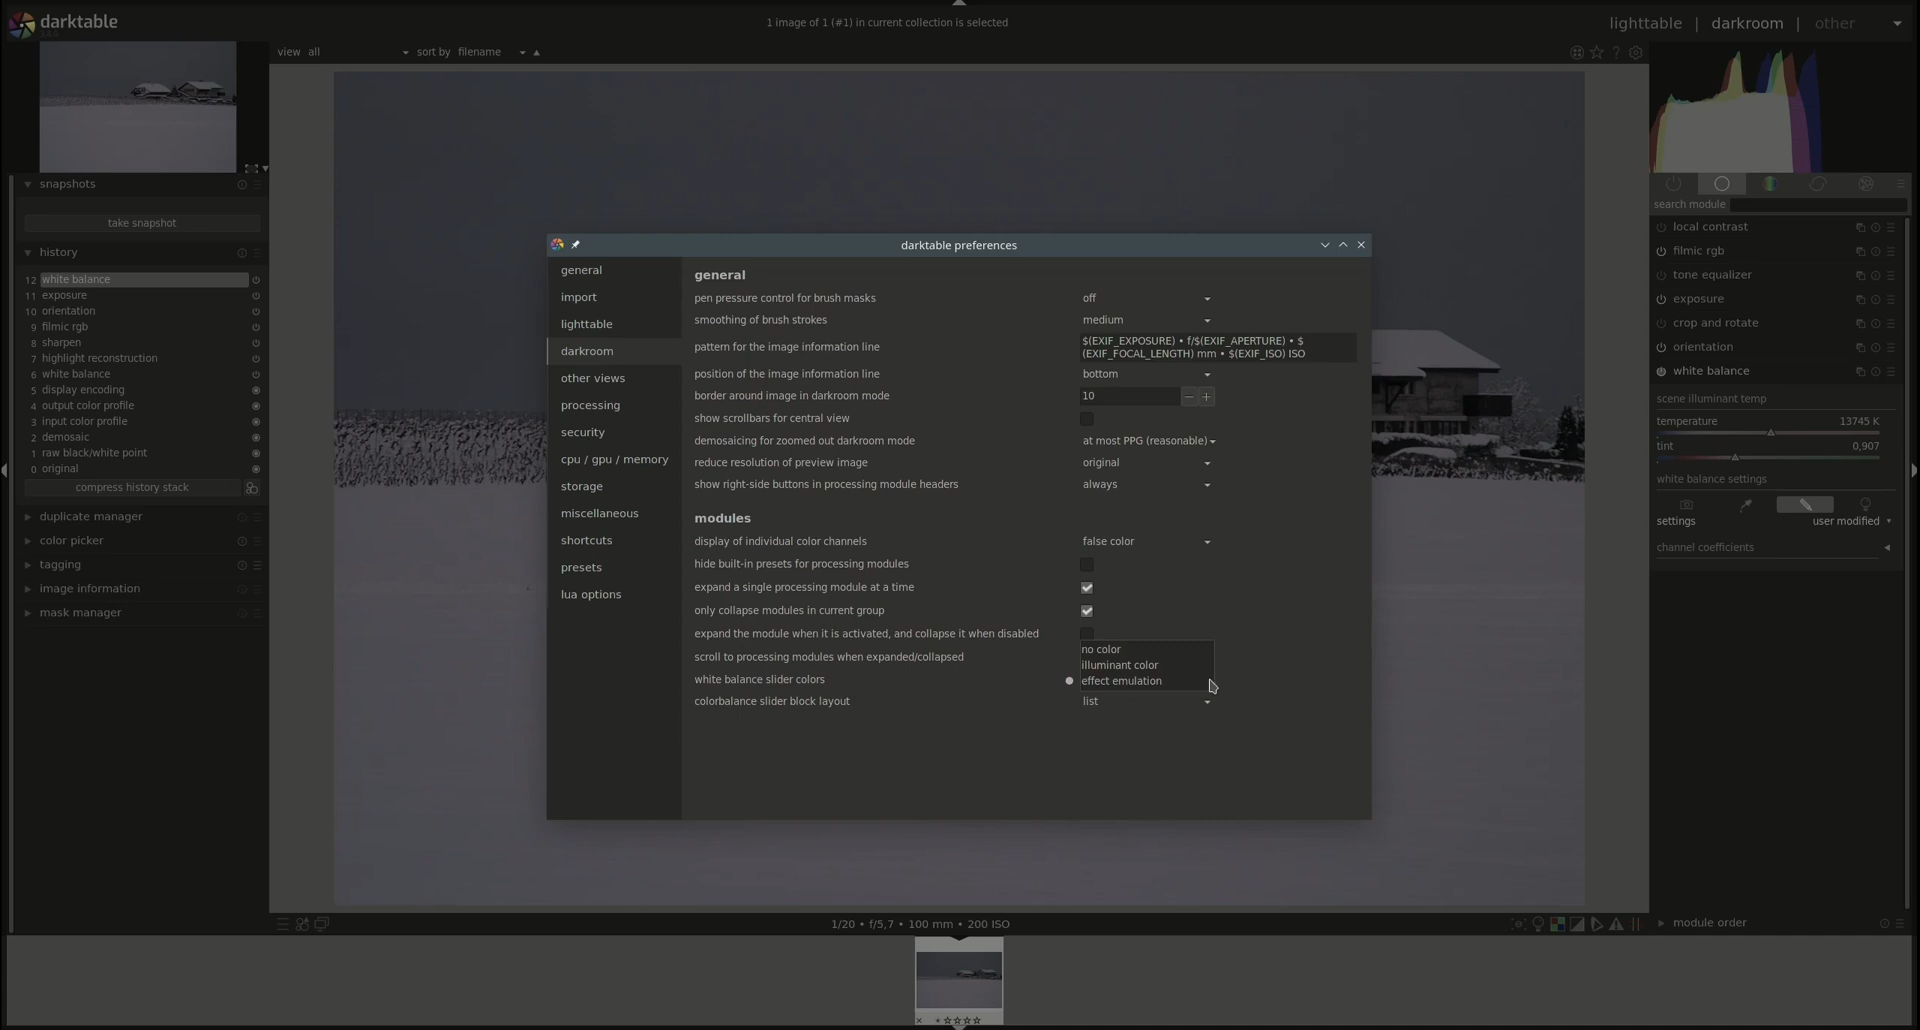 darktable
3.4.0
1 image of 1 (#1) in current collection is selected
lighttable | darkroom | other
view all
sort by filename
snapshots
take snapshot
history
12 white balance
11 exposure
10 orientation
9 filmic rgb
8 sharpen
7 highlight reconstruction
6 white balance
5 display encoding
4 output color profile
3 input color profile
2 demosaic
1 raw black/white point
0 original
compress history stack
duplicate manager
color picker
tagging
image information
mask manager
darktable preferences
general
import
lighttable
darkroom
other views
processing
security
cpu / gpu / memory
storage
miscellaneous
shortcuts
presets
lua options
general
pen pressure control for brush masks off
smoothing of brush strokes medium
pattern for the image information line $(EXIF_EXPOSURE) • f/$(EXIF_APERTURE) • $
(EXIF_FOCAL_LENGTH) mm • $(EXIF_ISO) ISO
position of the image information line bottom
border around image in darkroom mode 10
show scrollbars for central view
demosaicing for zoomed out darkroom mode at most PPG (reasonable)
reduce resolution of preview image original
show right-side buttons in processing module headers always
modules
display of individual color channels false color
hide built-in presets for processing modules
expand a single processing module at a time
only collapse modules in current group
expand the module when it is activated, and collapse it when disabled
no color
scroll to processing modules when expanded/collapsed
illuminant color
white balance slider colors effect emulation
colorbalance slider block layout list
search module
local contrast
filmic rgb
tone equalizer
exposure
crop and rotate
orientation
white balance
scene illuminant temp
temperature 13745 K
tint 0,907
white balance settings
settings user modified
channel coefficients
1/20 • f/5,7 • 100 mm • 200 ISO
module order